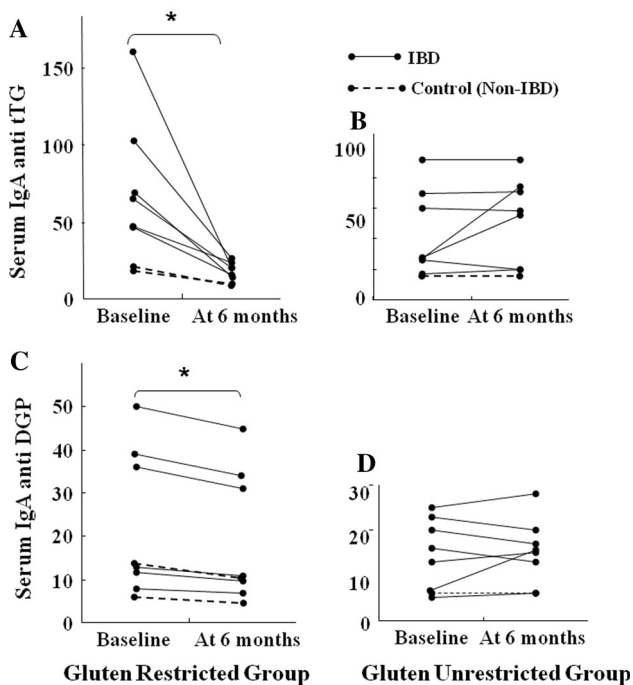 A
*
Serum IgA anti tTG
150
100
50
0
Baseline At 6 months
IBD
Control (Non-IBD)
B
100
50
0
Baseline At 6 months
C
*
Serum IgA anti DGP
50
40
30
20
10
0
Baseline At 6 months
Gluten Restricted Group
D
30
20
10
0
Baseline At 6 months
Gluten Unrestricted Group